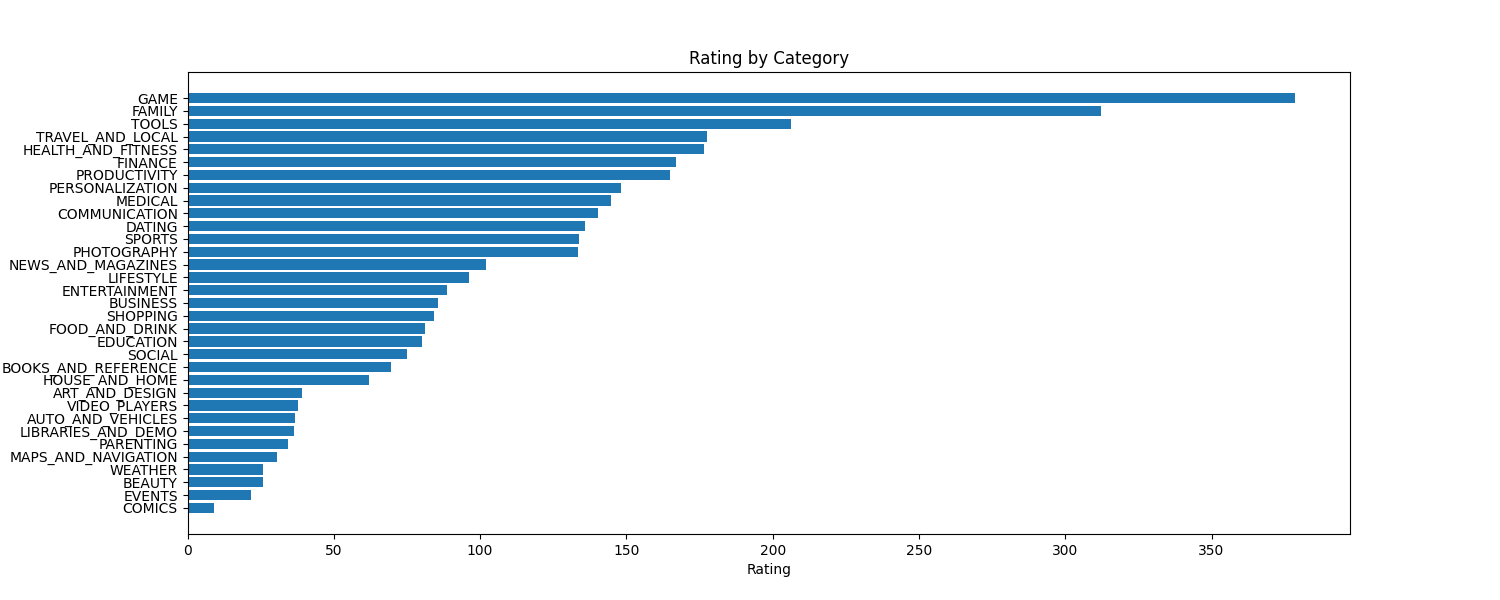 Rating by Category
GAME
FAMILY
TOOLS
TRAVEL_AND_LOCAL
HEALTH_AND_FITNESS
FINANCE
PRODUCTIVITY
PERSONALIZATION
MEDICAL
COMMUNICATION
DATING
SPORTS
PHOTOGRAPHY
NEWS_AND_MAGAZINES
LIFESTYLE
ENTERTAINMENT
BUSINESS
SHOPPING
FOOD_AND_DRINK
EDUCATION
SOCIAL
BOOKS_AND_REFERENCE
HOUSE_AND_HOME
ART_AND_DESIGN
VIDEO_PLAYERS
AUTO_AND_VEHICLES
LIBRARIES_AND_DEMO
PARENTING
MAPS_AND_NAVIGATION
WEATHER
BEAUTY
EVENTS
COMICS
0 50 100 150 200 250 300 350
Rating